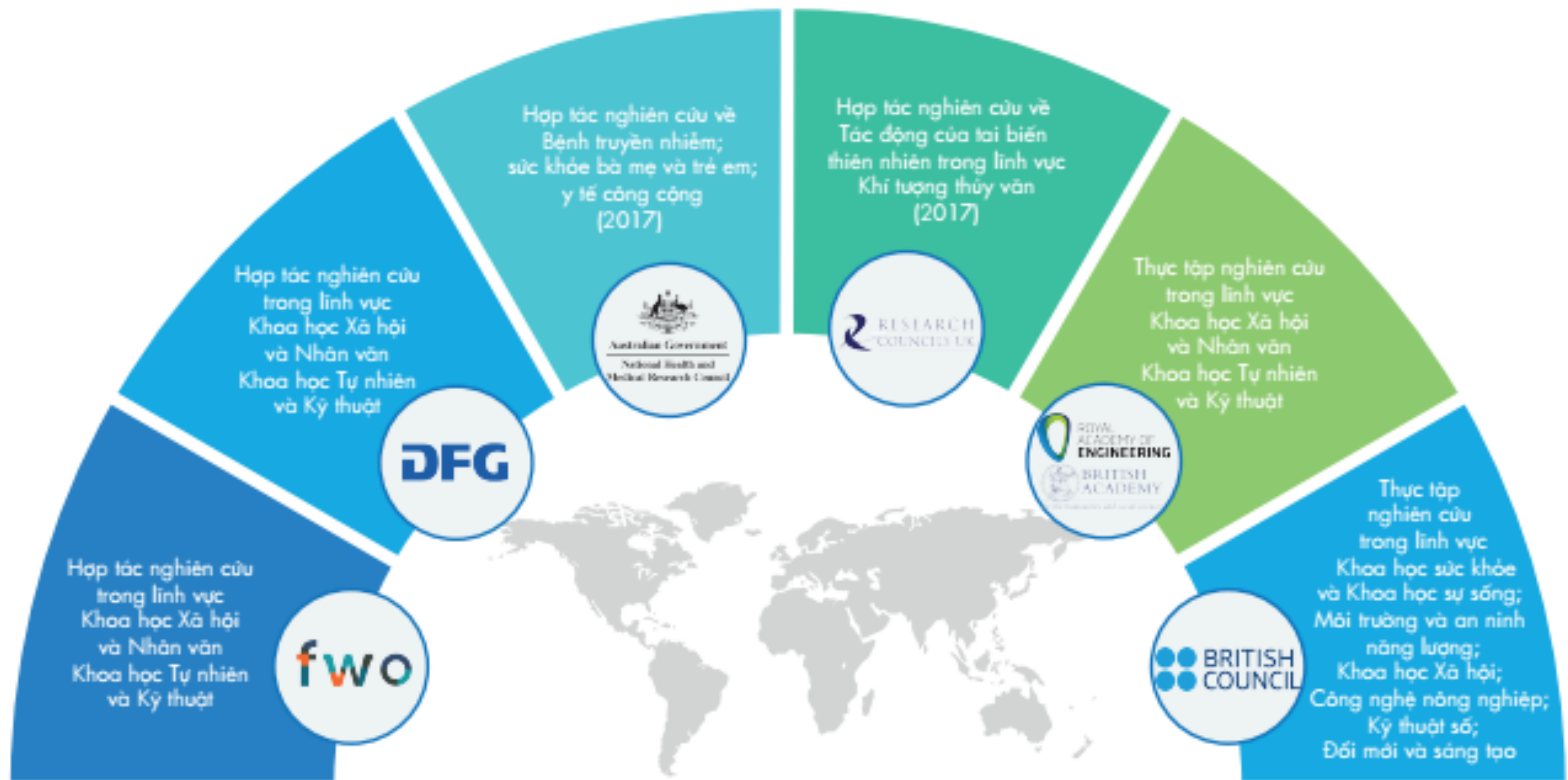 Hợp tác nghiên cứu
trong lĩnh vực
Khoa học Xã hội
và Nhân văn
Khoa học Tự nhiên
và Kỹ thuật
fwo
Hợp tác nghiên cứu
trong lĩnh vực
Khoa học Xã hội
và Nhân văn
Khoa học Tự nhiên
và Kỹ thuật
DFG
Hợp tác nghiên cứu về
Bệnh truyền nhiễm;
sức khỏe bà mẹ và trẻ em;
y tế công cộng
(2017)
Australian Government
National Health and
Medical Research Council
Hợp tác nghiên cứu về
Tác động của tai biến
thiên nhiên trong lĩnh vực
Khí tượng thủy văn
(2017)
RESEARCH
COUNCILS UK
Thực tập nghiên cứu
trong lĩnh vực
Khoa học Xã hội
và Nhân văn
Khoa học Tự nhiên
và Kỹ thuật
ROYAL
ACADEMY OF
ENGINEERING
BRITISH
ACADEMY
Thực tập
nghiên cứu
trong lĩnh vực
Khoa học sức khỏe
và Khoa học sự sống;
Môi trường và an ninh
năng lượng;
Khoa học Xã hội;
Công nghệ nông nghiệp;
Kỹ thuật số;
Đổi mới và sáng tạo
BRITISH
COUNCIL